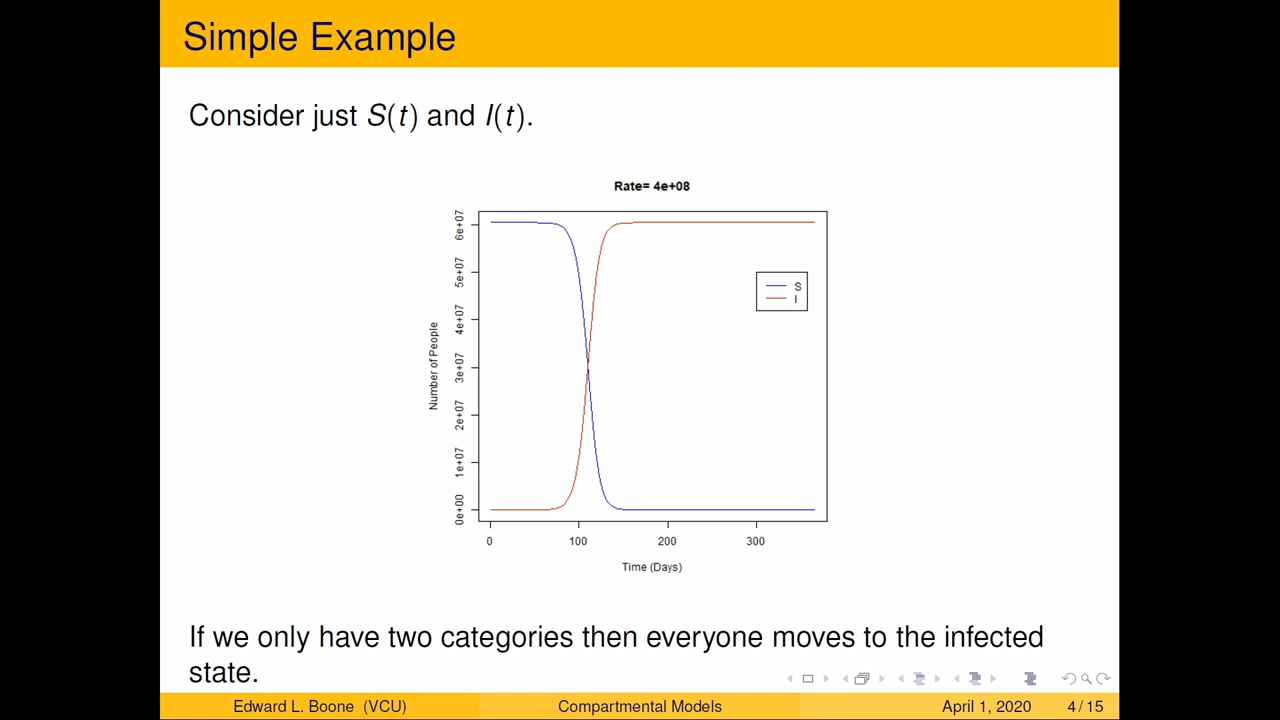 Simple Example
Consider just S(t) and I(t).
Rate= 4e+08
6e+07
5e+07
4e+07
3e+07
2e+07
1e+07
0e+00
Number of People
S
I
0 100 200 300
Time (Days)
If we only have two categories then everyone moves to the infected
state.
Edward L. Boone (VCU) Compartmental Models April 1, 2020 4 / 15